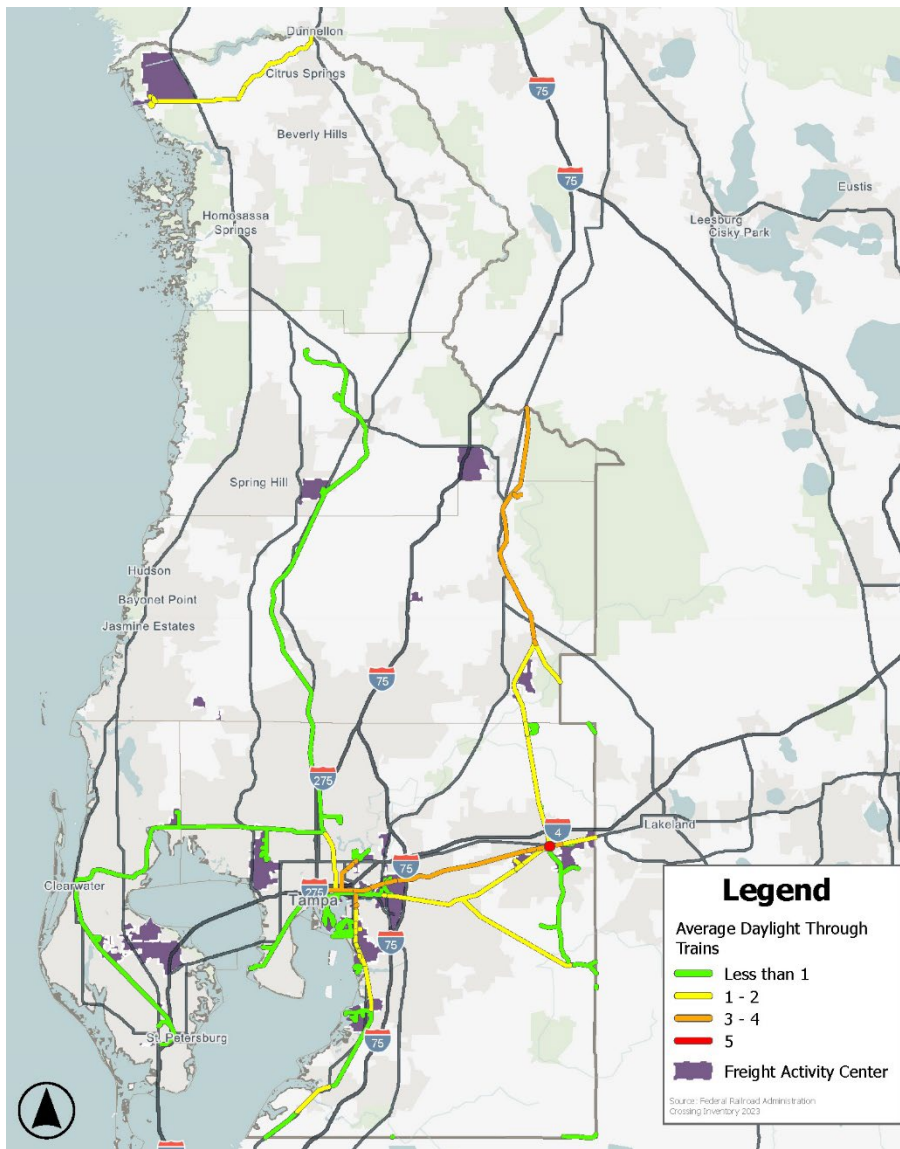 Dunnellon
Citrus Springs
75
Beverly Hills
75
Eustis
Leesburg
Cisky Park
Homosassa
Springs
Spring Hill
Hudson
Bayonet Point
Jasmine Estates
75
275
4
Lakeland
75
Clearwater
275
Tampa
75
St. Petersburg
75
Legend
Average Daylight Through
Trains
Less than 1
1 - 2
3 - 4
5
Freight Activity Center
Source: Federal Railroad Administration
Crossing Inventory 2023